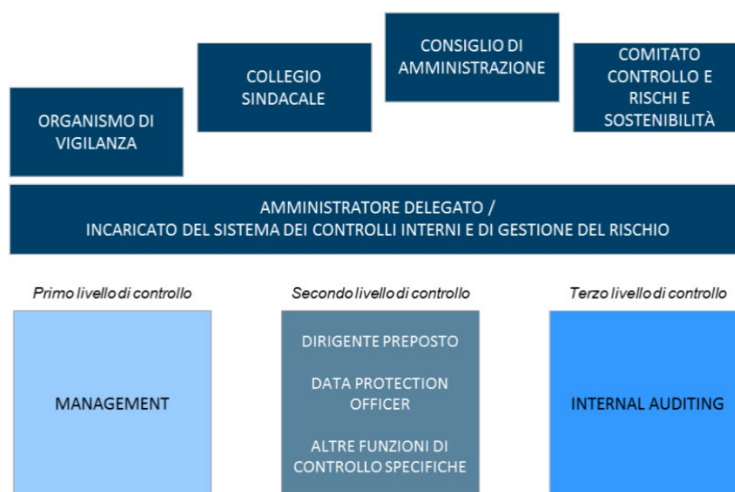 CONSIGLIO DI
AMMINISTRAZIONE
COMITATO
CONTROLLO E
RISCHI E
SOSTENIBILITÀ
COLLEGIO
SINDACALE
ORGANISMO DI
VIGILANZA
AMMINISTRATORE DELEGATO /
INCARICATO DEL SISTEMA DEI CONTROLLI INTERNI E DI GESTIONE DEL RISCHIO
Primo livello di controllo
Secondo livello di controllo
Terzo livello di controllo
MANAGEMENT
DIRIGENTE PREPOSTO
DATA PROTECTION
OFFICER
ALTRE FUNZIONI DI
CONTROLLO SPECIFICHE
INTERNAL AUDITING